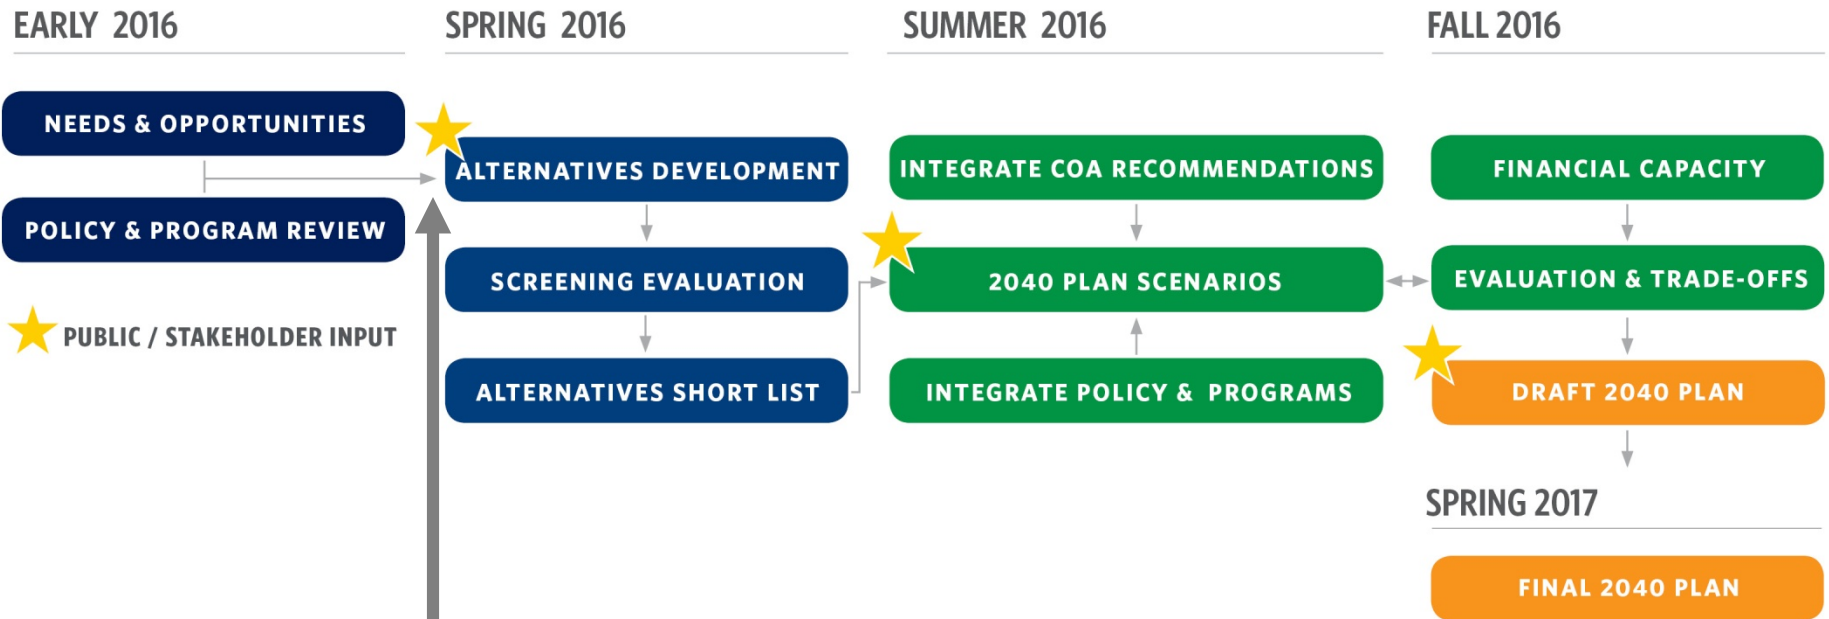 EARLY 2016
NEEDS & OPPORTUNITIES
POLICY & PROGRAM REVIEW
PUBLIC / STAKEHOLDER INPUT
SPRING 2016
ALTERNATIVES DEVELOPMENT
SCREENING EVALUATION
ALTERNATIVES SHORT LIST
SUMMER 2016
INTEGRATE COA RECOMMENDATIONS
2040 PLAN SCENARIOS
INTEGRATE POLICY & PROGRAMS
FALL 2016
FINANCIAL CAPACITY
EVALUATION & TRADE-OFFS
DRAFT 2040 PLAN
SPRING 2017
FINAL 2040 PLAN